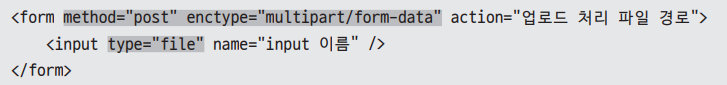 <form method="post" enctype="multipart/form-data" action="업로드 처리 파일 경로">
    <input type="file" name="input 이름" />
</form>